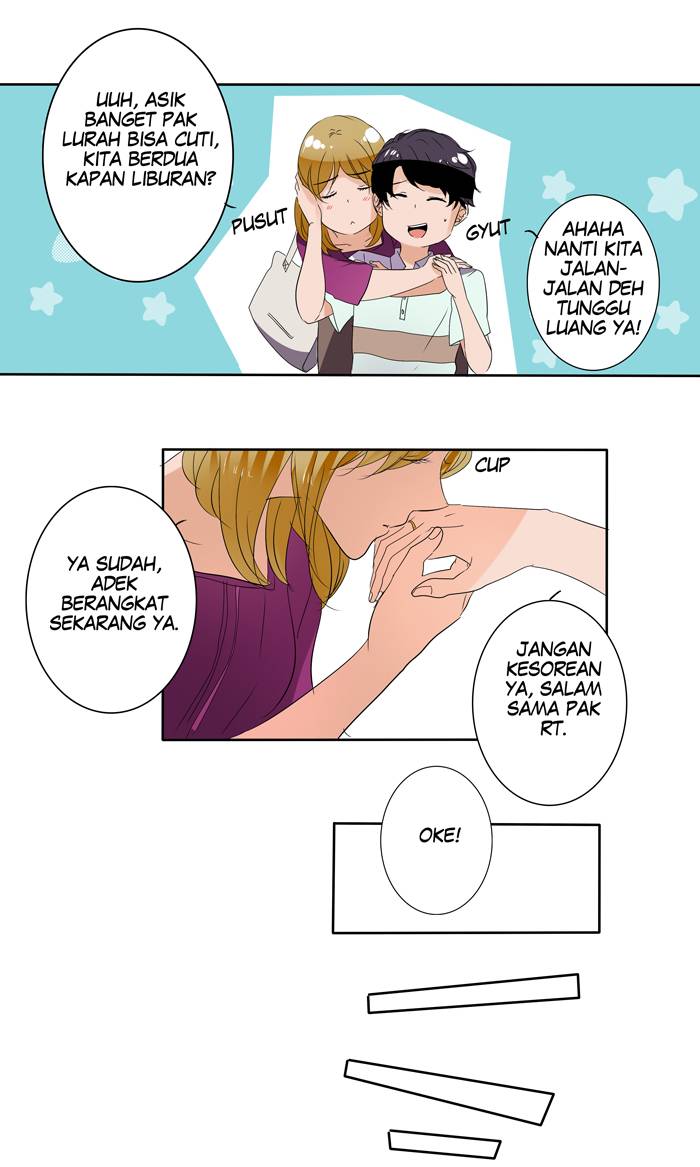 UUH, ASIK
BANGET PAK
LURAH BISA CUTI,
KITA BERDUA
KAPAN LIBURAN?
PUSUT
GYUT
AHAHA
NANTI KITA
JALAN-
JALAN DEH
TUNGGU
LUANG YA!
CUP
YA SUDAH,
ADEK
BERANGKAT
SEKARANG YA.
JANGAN
KESOREAN
YA, SALAM
SAMA PAK
RT.
OKE!